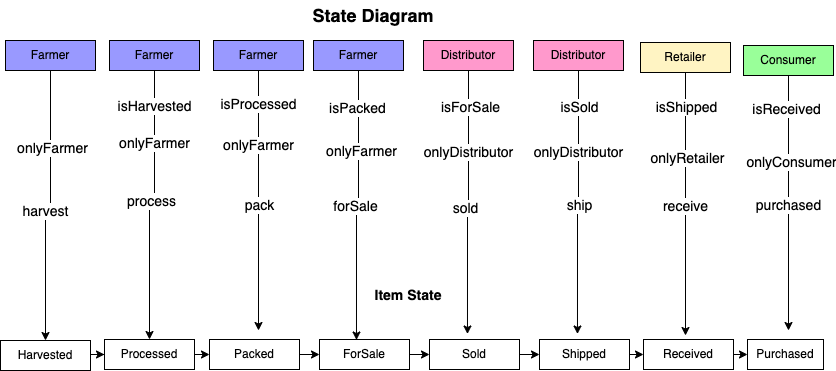 State Diagram
Farmer
Farmer
Farmer
Farmer
Distributor
Distributor
Retailer
Consumer
isHarvested
isProcessed
isPacked
isForSale
isSold
isShipped
isReceived
onlyFarmer
onlyFarmer
onlyFarmer
onlyFarmer
onlyDistributor
onlyDistributor
onlyRetailer
onlyConsumer
harvest
process
pack
forSale
sold
ship
receive
purchased
Item State
Harvested
Processed
Packed
ForSale
Sold
Shipped
Received
Purchased